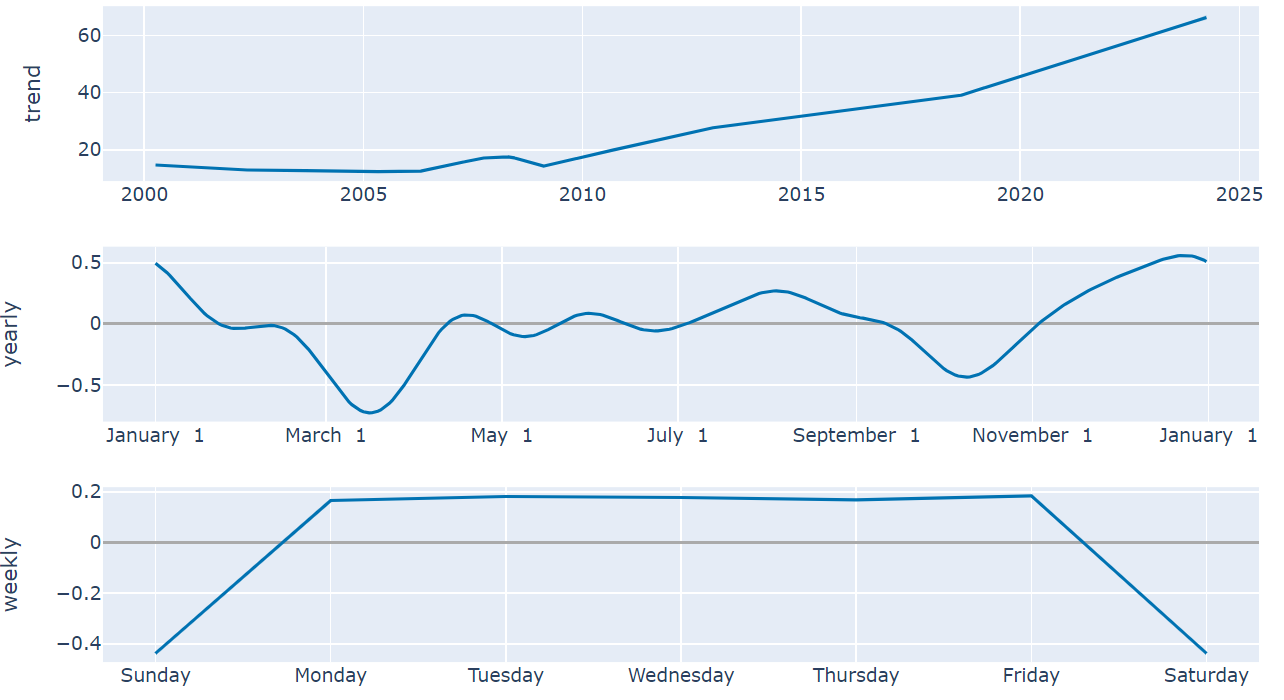 trend
60
40
20
2000 2005 2010 2015 2020 2025
yearly
0.5
0
−0.5
January 1 March 1 May 1 July 1 September 1 November 1 January 1
weekly
0.2
0
−0.2
−0.4
Sunday Monday Tuesday Wednesday Thursday Friday Saturday